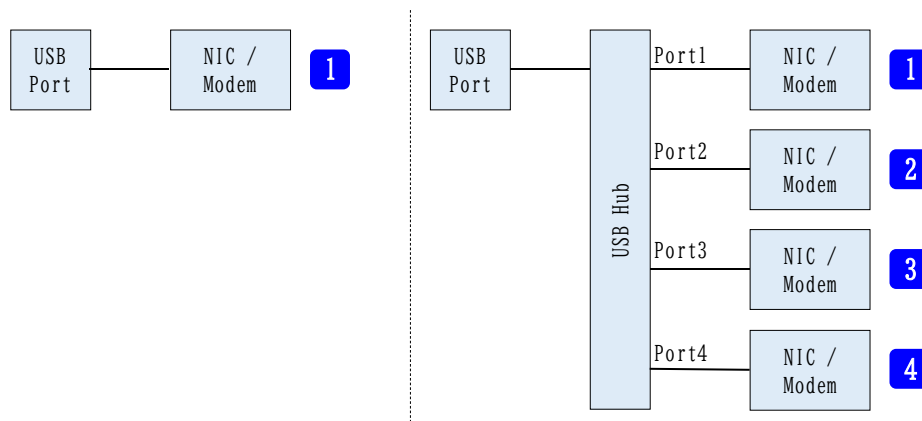 USB
Port
NIC /
Modem
1
USB
Port
USB Hub
Port1
NIC /
Modem
1
Port2
NIC /
Modem
2
Port3
NIC /
Modem
3
Port4
NIC /
Modem
4